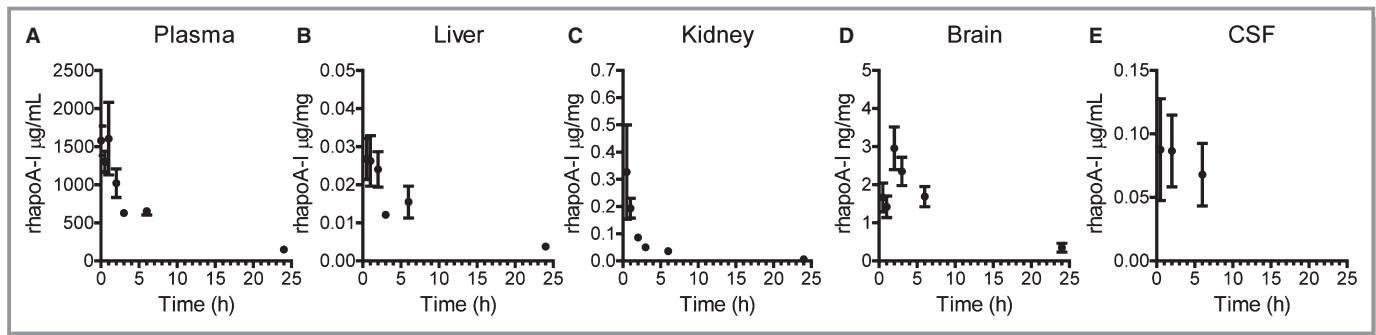 A Plasma
rhapoA-I µg/mL
2500
2000
1500
1000
500
0
0 5 10 15 20 25
Time (h)
B Liver
rhapoA-I µg/mg
0.05
0.04
0.03
0.02
0.01
0.00
0 5 10 15 20 25
Time (h)
C Kidney
rhapoA-I µg/mg
0.7
0.6
0.5
0.4
0.3
0.2
0.1
0.0
0 5 10 15 20 25
Time (h)
D Brain
rhapoA-I ng/mg
5
4
3
2
1
0
0 5 10 15 20 25
Time (h)
E CSF
rhapoA-I µg/mL
0.15
0.10
0.05
0.00
0 5 10 15 20 25
Time (h)